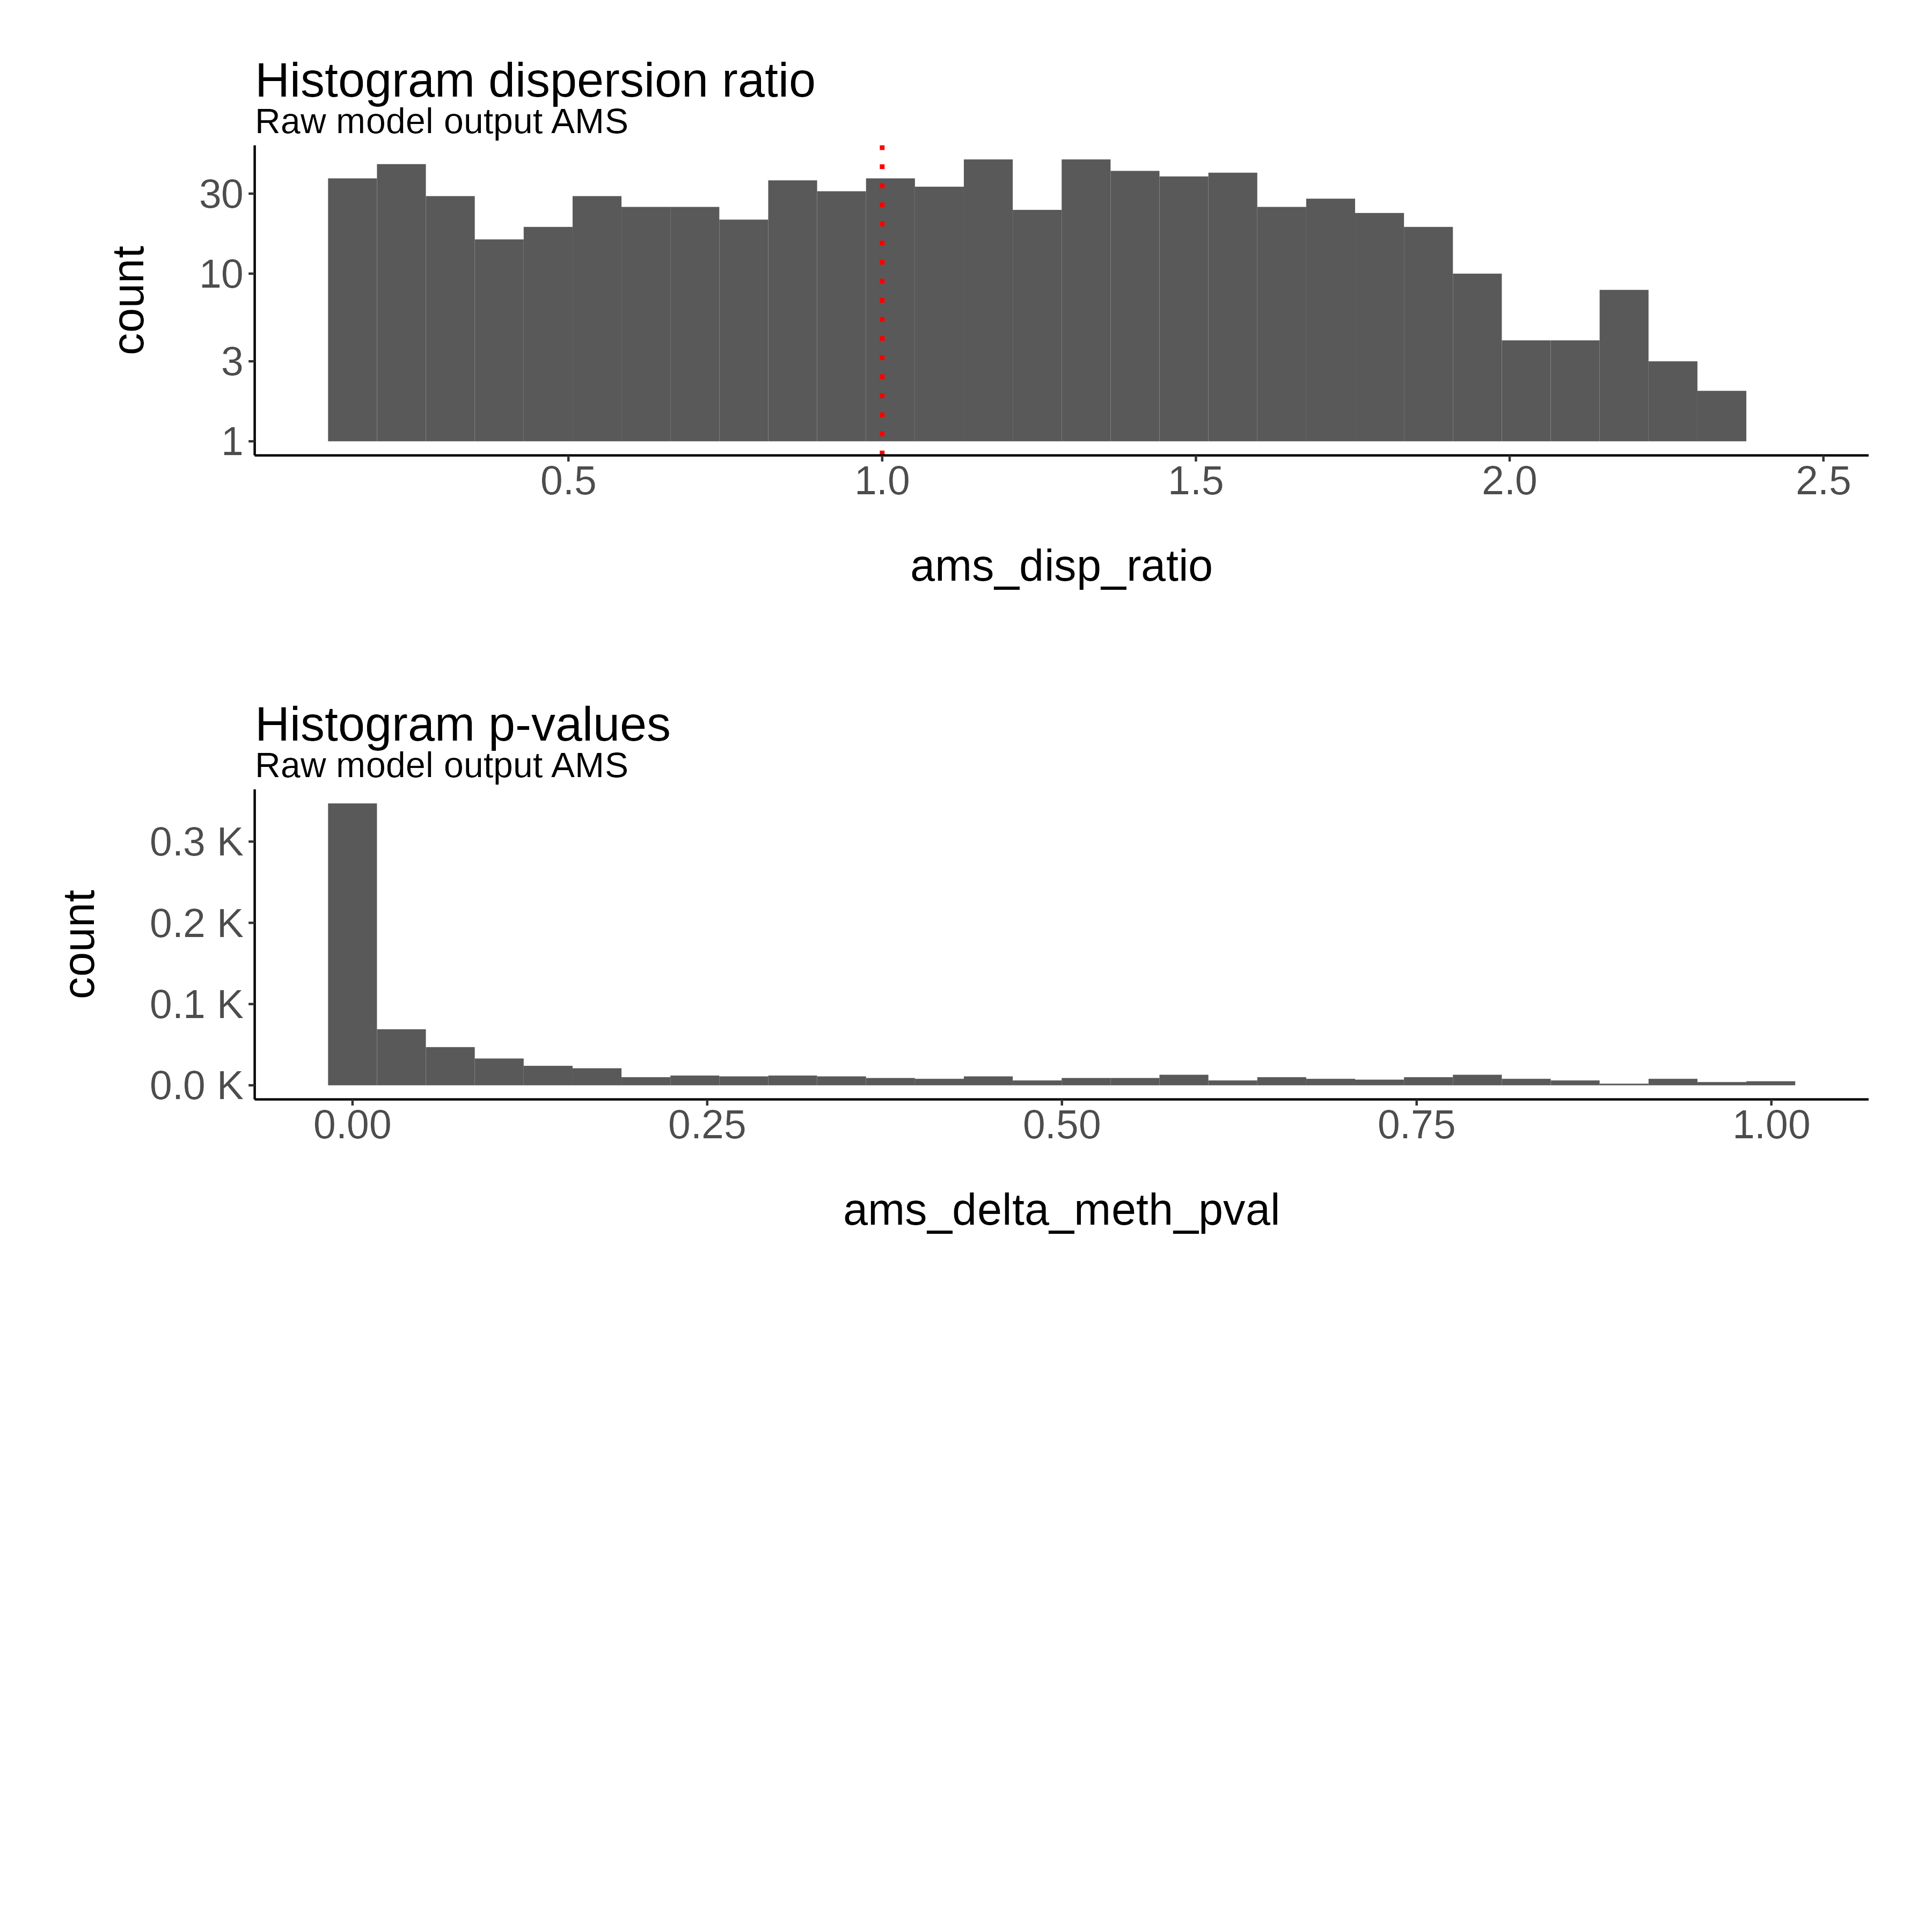 Histogram dispersion ratio
Raw model output AMS
count
30
10
3
1
0.5 1.0 1.5 2.0 2.5
ams_disp_ratio
Histogram p-values
Raw model output AMS
count
0.3 K
0.2 K
0.1 K
0.0 K
0.00 0.25 0.50 0.75 1.00
ams_delta_meth_pval